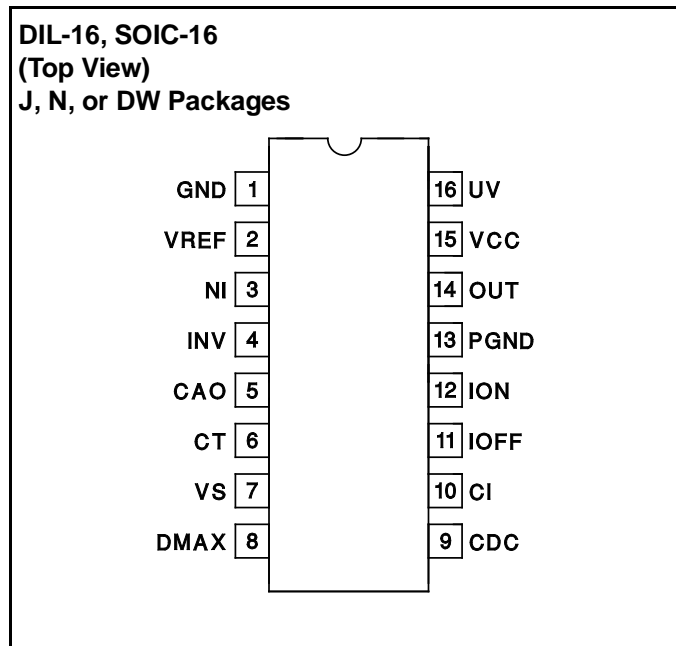 DIL-16, SOIC-16
(Top View)
J, N, or DW Packages
GND 1 16 UV
VREF 2 15 VCC
NI 3 14 OUT
INV 4 13 PGND
CAO 5 12 ION
CT 6 11 IOFF
VS 7 10 CI
DMAX 8 9 CDC